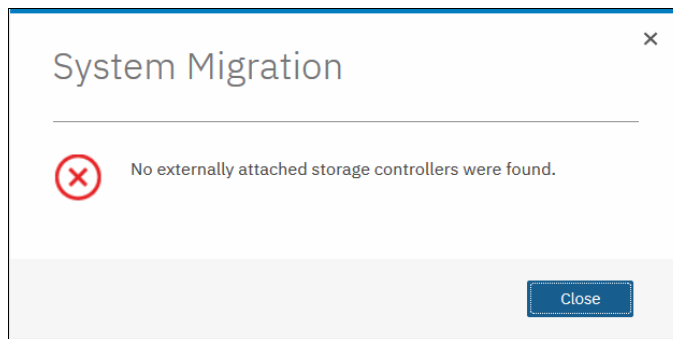 System Migration
No externally attached storage controllers were found.
Close